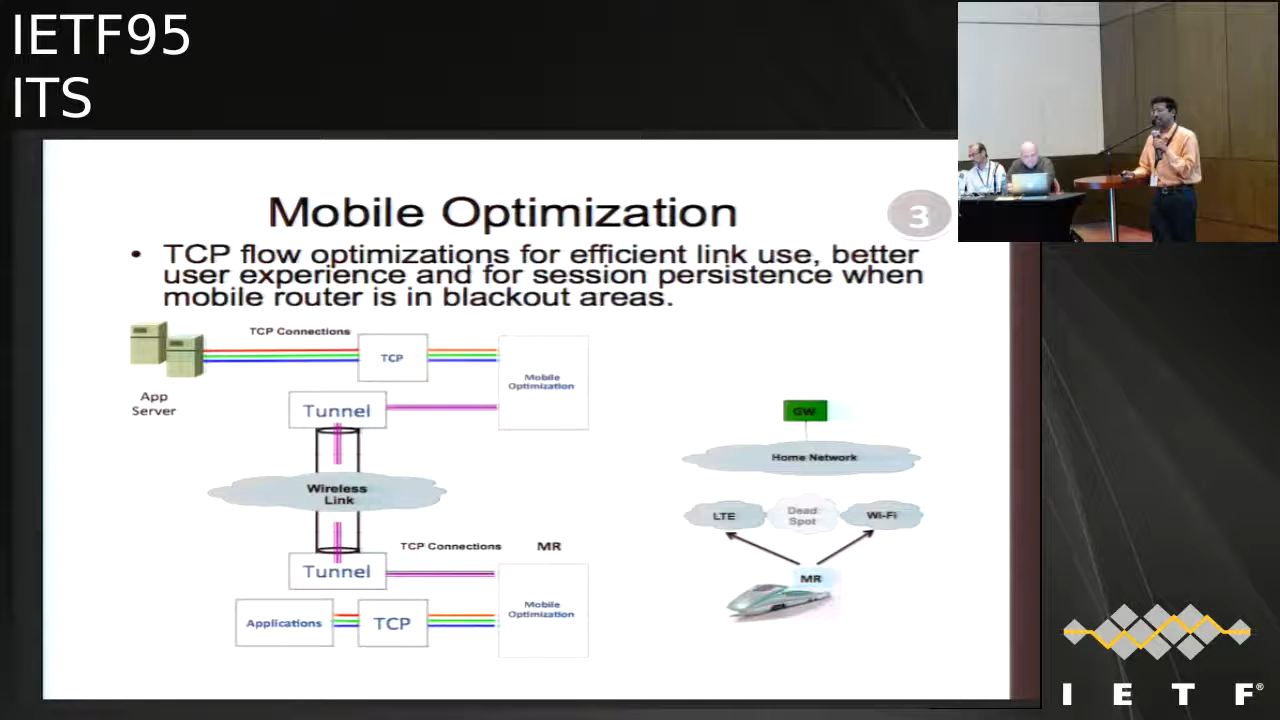 IETF95
ITS
Mobile Optimization
3
• TCP flow optimizations for efficient link use, better
user experience and for session persistence when
mobile router is in blackout areas.
TCP Connections
TCP
Mobile
Optimization
App
Server
Tunnel
Wireless
Link
TCP Connections
MR
Tunnel
Mobile
Optimization
Applications
TCP
GW
Home Network
LTE
Dead
Spot
Wi-Fi
MR
IETF®